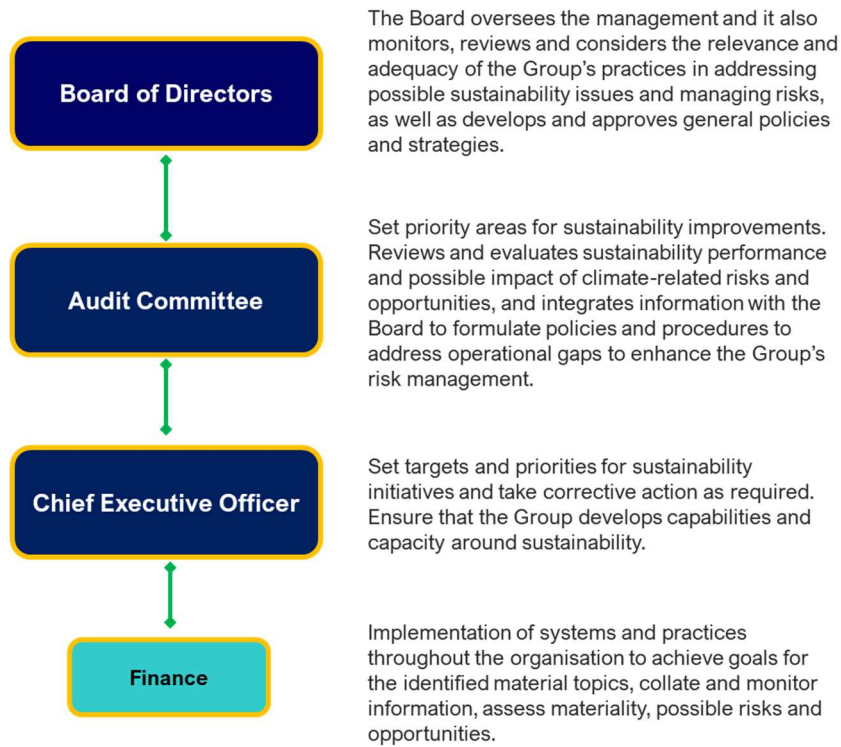 Board of Directors
The Board oversees the management and it also
monitors, reviews and considers the relevance and
adequacy of the Group's practices in addressing
possible sustainability issues and managing risks,
as well as develops and approves general policies
and strategies.
Audit Committee
Set priority areas for sustainability improvements.
Reviews and evaluates sustainability performance
and possible impact of climate-related risks and
opportunities, and integrates information with the
Board to formulate policies and procedures to
address operational gaps to enhance the Group's
risk management.
Chief Executive Officer
Set targets and priorities for sustainability
initiatives and take corrective action as required.
Ensure that the Group develops capabilities and
capacity around sustainability.
Finance
Implementation of systems and practices
throughout the organisation to achieve goals for
the identified material topics, collate and monitor
information, assess materiality, possible risks and
opportunities.